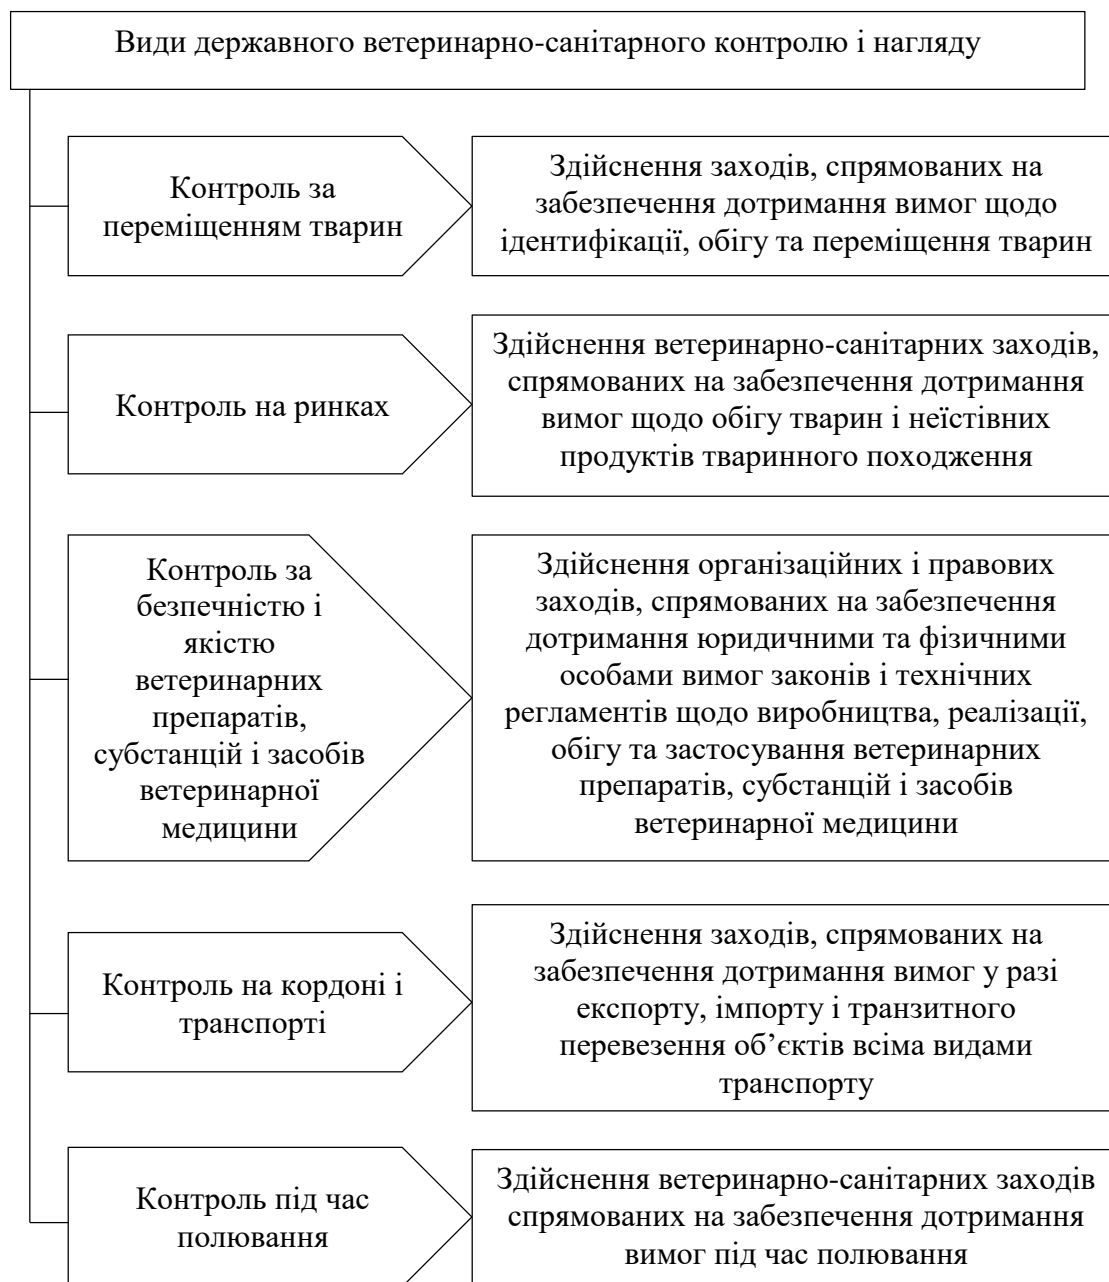 Види державного ветеринарно-санітарного контролю і нагляду
Контроль за
переміщенням тварин
Здійснення заходів, спрямованих на
забезпечення дотримання вимог щодо
ідентифікації, обігу та переміщення тварин
Контроль на ринках
Здійснення ветеринарно-санітарних заходів,
спрямованих на забезпечення дотримання
вимог щодо обігу тварин і неїстівних
продуктів тваринного походження
Контроль за
безпечністю і
якістю
ветеринарних
препаратів,
субстанцій і засобів
ветеринарної
медицини
Здійснення організаційних і правових
заходів, спрямованих на забезпечення
дотримання юридичними та фізичними
особами вимог законів і технічних
регламентів щодо виробництва, реалізації,
обігу та застосування ветеринарних
препаратів, субстанцій і засобів
ветеринарної медицини
Контроль на кордоні і
транспорті
Здійснення заходів, спрямованих на
забезпечення дотримання вимог у разі
експорту, імпорту і транзитного
перевезення об’єктів всіма видами
транспорту
Контроль під час
полювання
Здійснення ветеринарно-санітарних заходів
спрямованих на забезпечення дотримання
вимог під час полювання